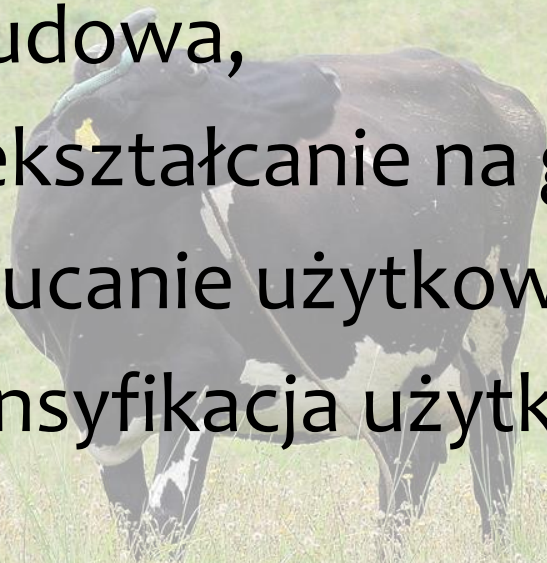 udowa,
ekształcanie na g
ucanie użytkow
nsyfikacja użytk